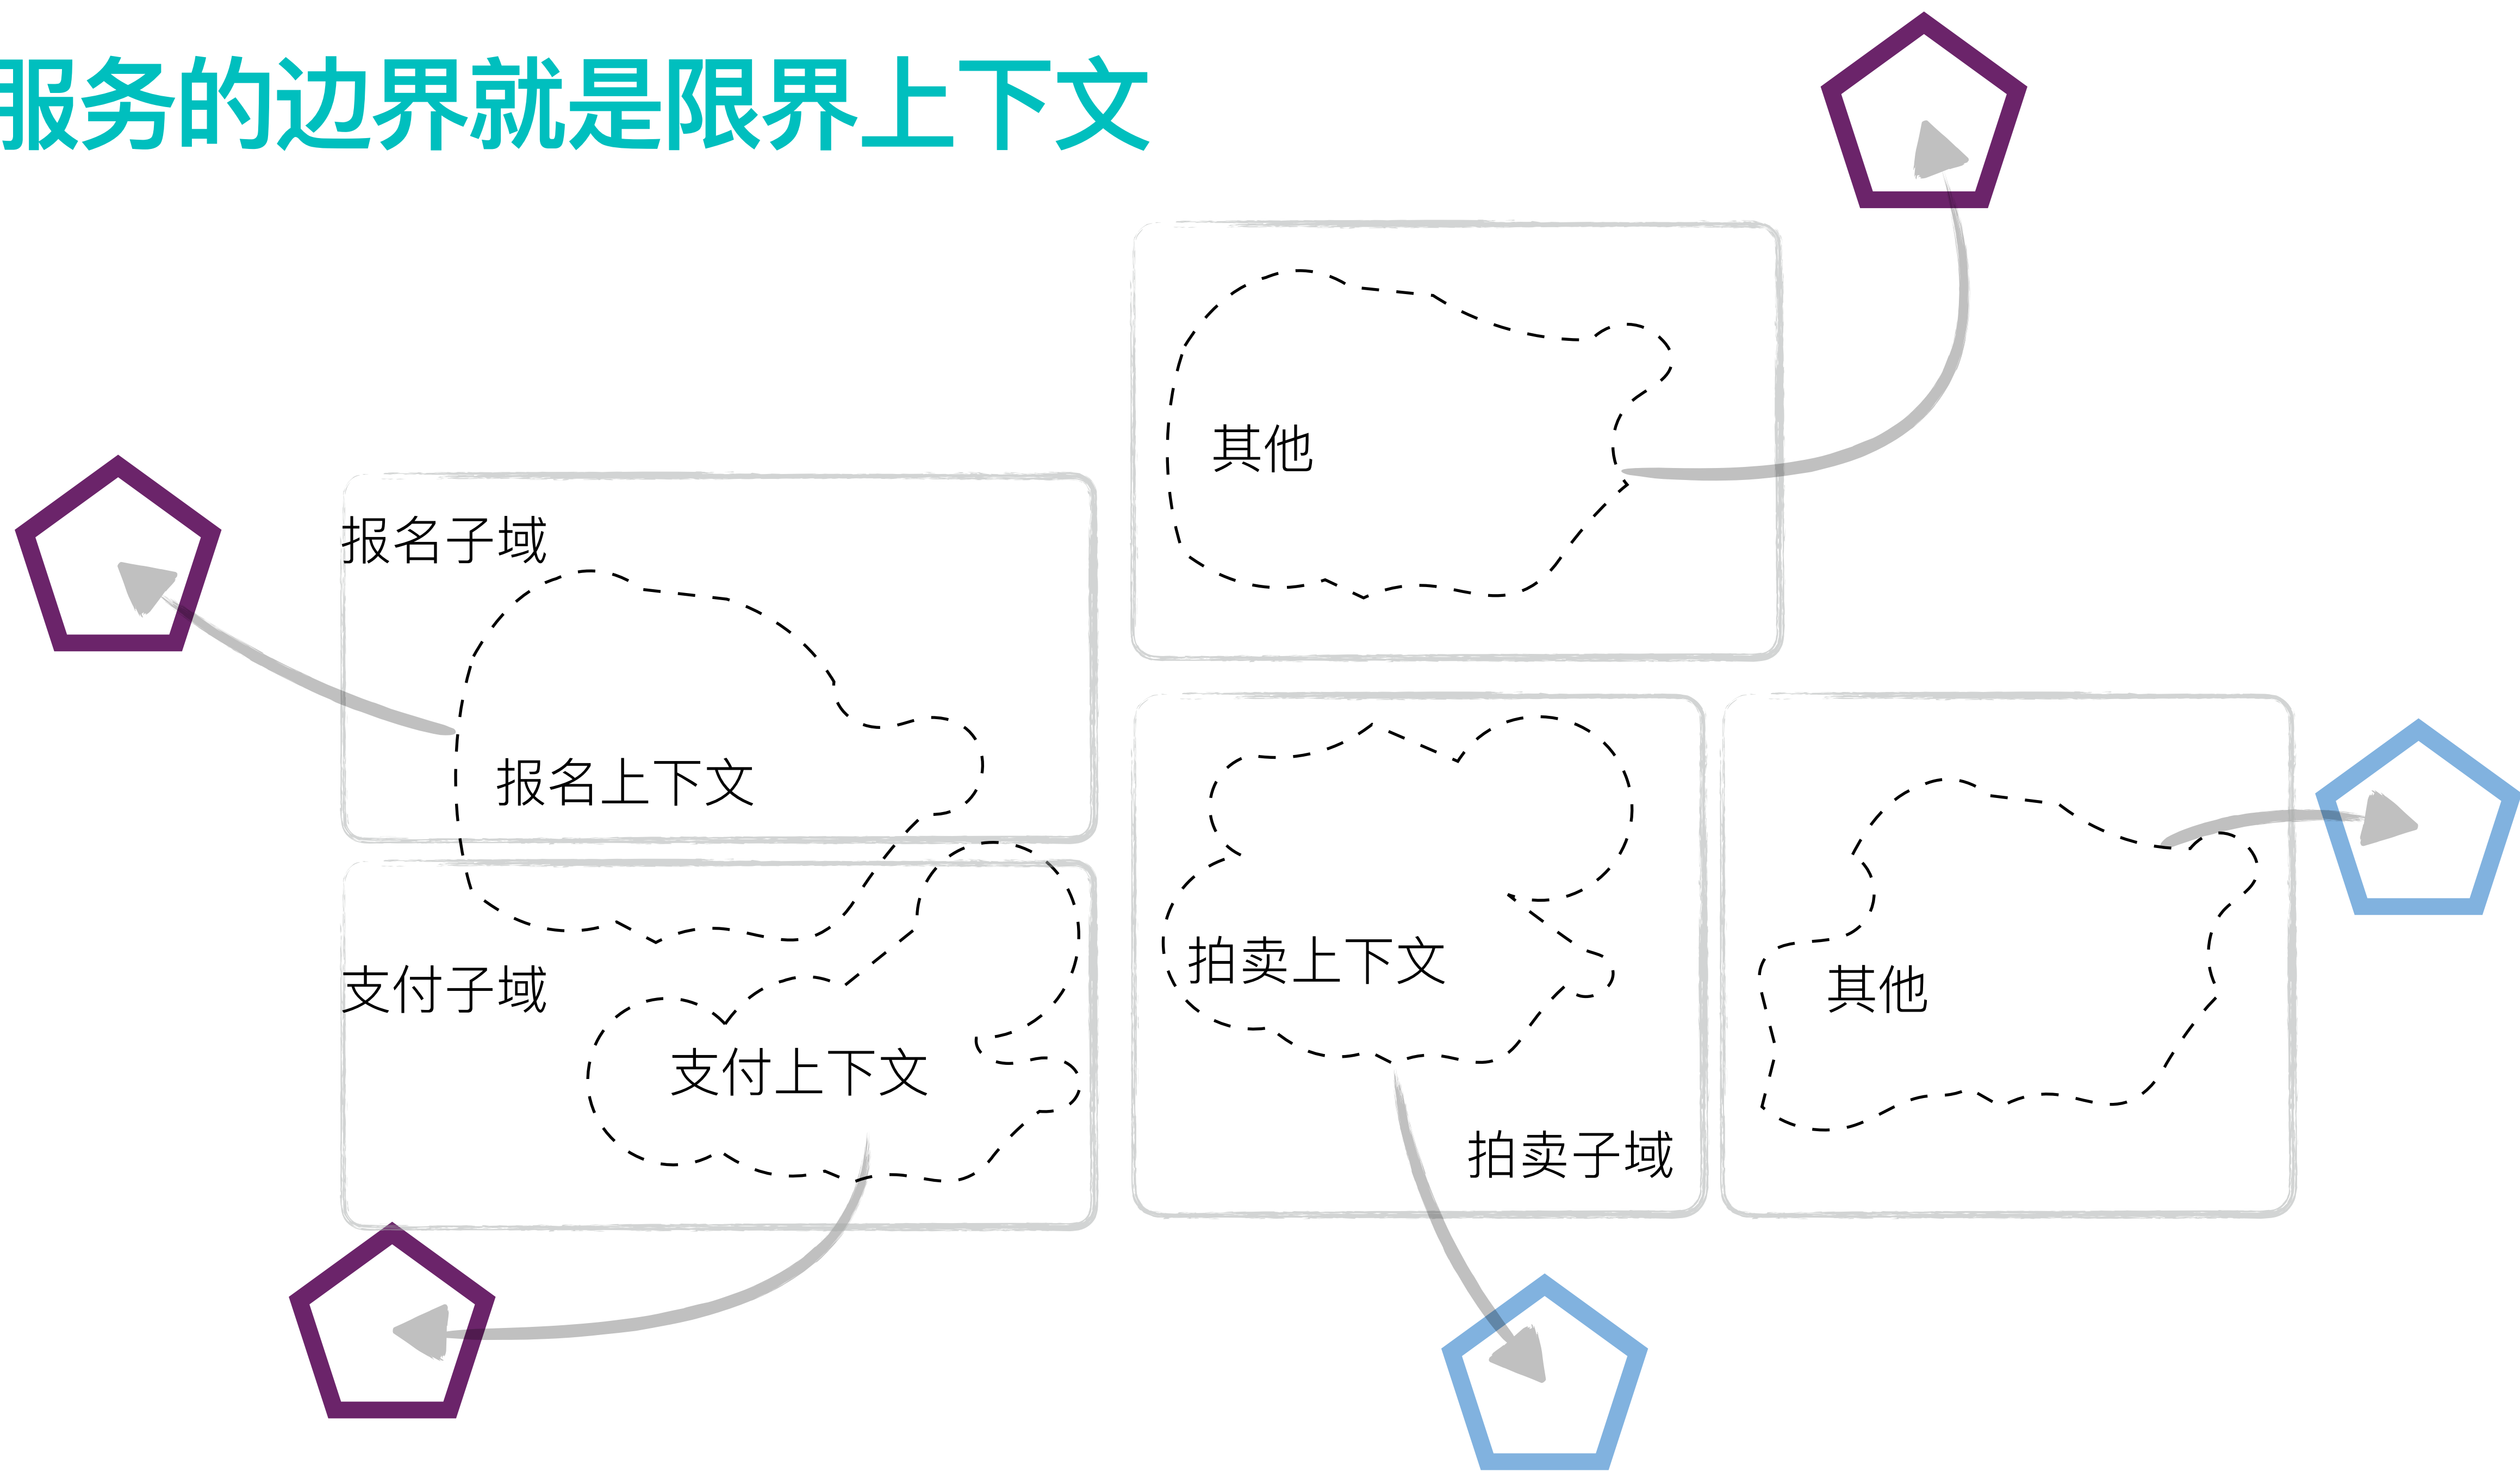 服务的边界就是限界上下文
其他
报名子域
报名上下文
支付子域
支付上下文
拍卖上下文
拍卖子域
其他